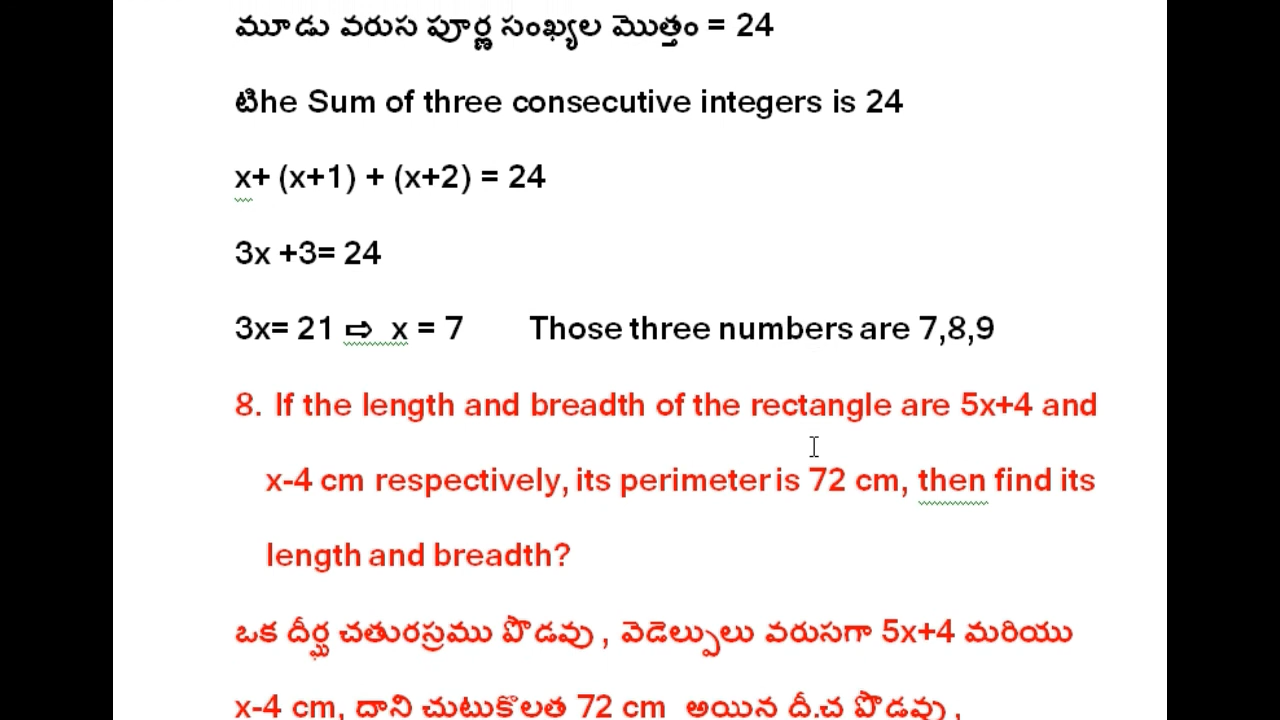 మూడు వరుస పూర్ణ సంఖ్యల మొత్తం = 24
టిhe Sum of three consecutive integers is 24
x+ (x+1) + (x+2) = 24
3x +3= 24
3x= 21 ⇨ x = 7 Those three numbers are 7,8,9
8. If the length and breadth of the rectangle are 5x+4 and
x-4 cm respectively, its perimeter is 72 cm, then find its
length and breadth?
ఒక దీర్ఘ చతురస్రము పొడవు , వెడెల్పులు వరుసగా 5x+4 మరియు
x-4 cm, దాని చుటుకొలత 72 cm అయిన దీ.చ పొడవు ,